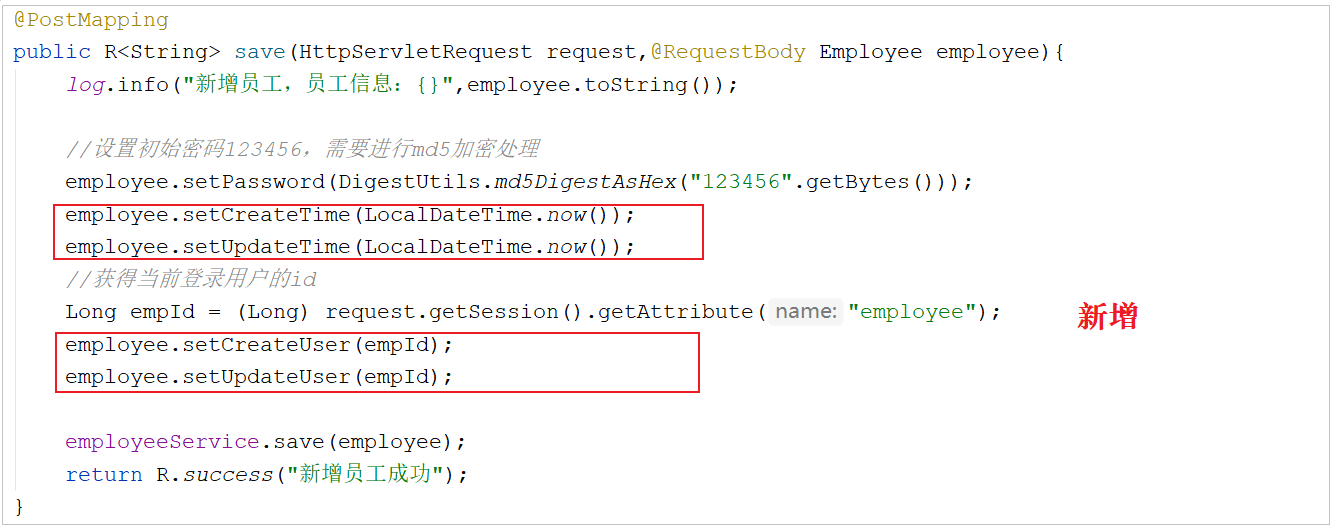 @PostMapping
public R<String> save(HttpServletRequest request,@RequestBody Employee employee){
log.info("新增员工，员工信息：{}",employee.toString());
//设置初始密码123456，需要进行md5加密处理
employee.setPassword(DigestUtils.md5DigestAsHex("123456".getBytes()));
employee.setCreateTime(LocalDateTime.now());
employee.setUpdateTime(LocalDateTime.now());
//获得当前登录用户的id
Long empId = (Long) request.getSession().getAttribute( name: "employee");
新增
employee.setCreateUser(empId);
employee.setUpdateUser(empId);
employeeService.save(employee);
return R.success("新增员工成功");
}